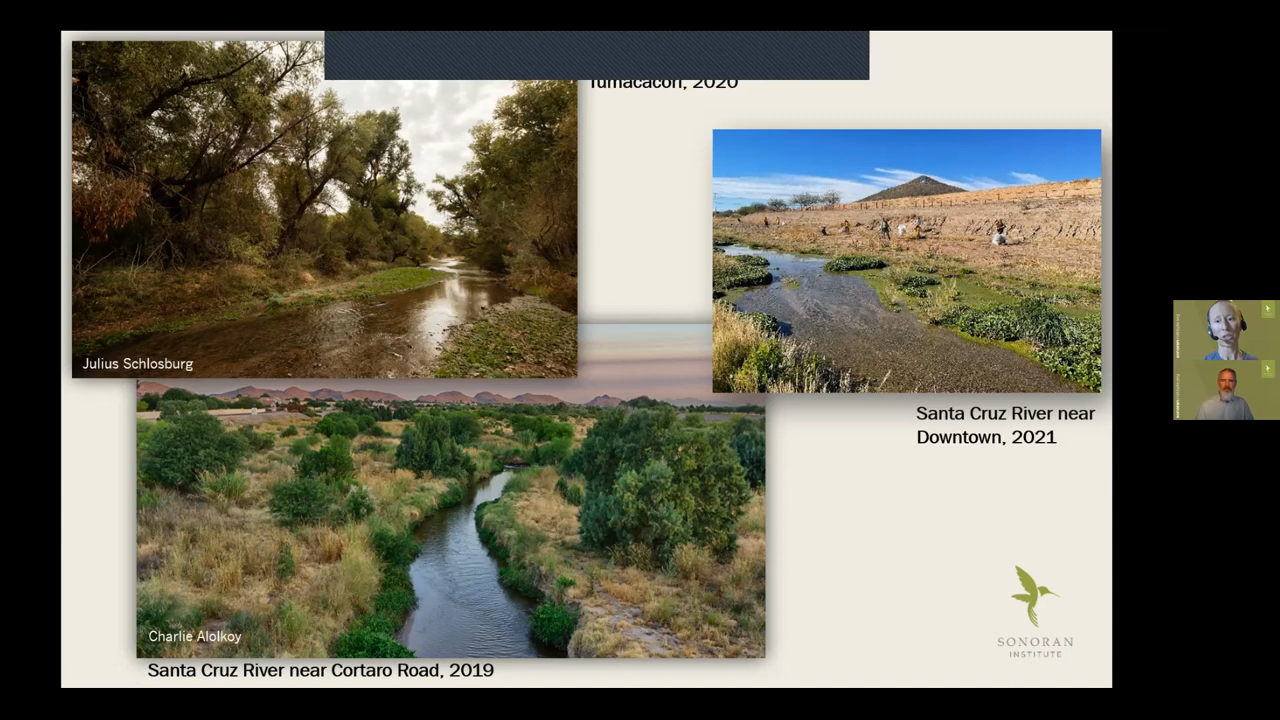 Tumacácori, 2020
Julius Schlosburg
Santa Cruz River near
Downtown, 2021
Charlie Alolkoy
Santa Cruz River near Cortaro Road, 2019
SONORAN
INSTITUTE